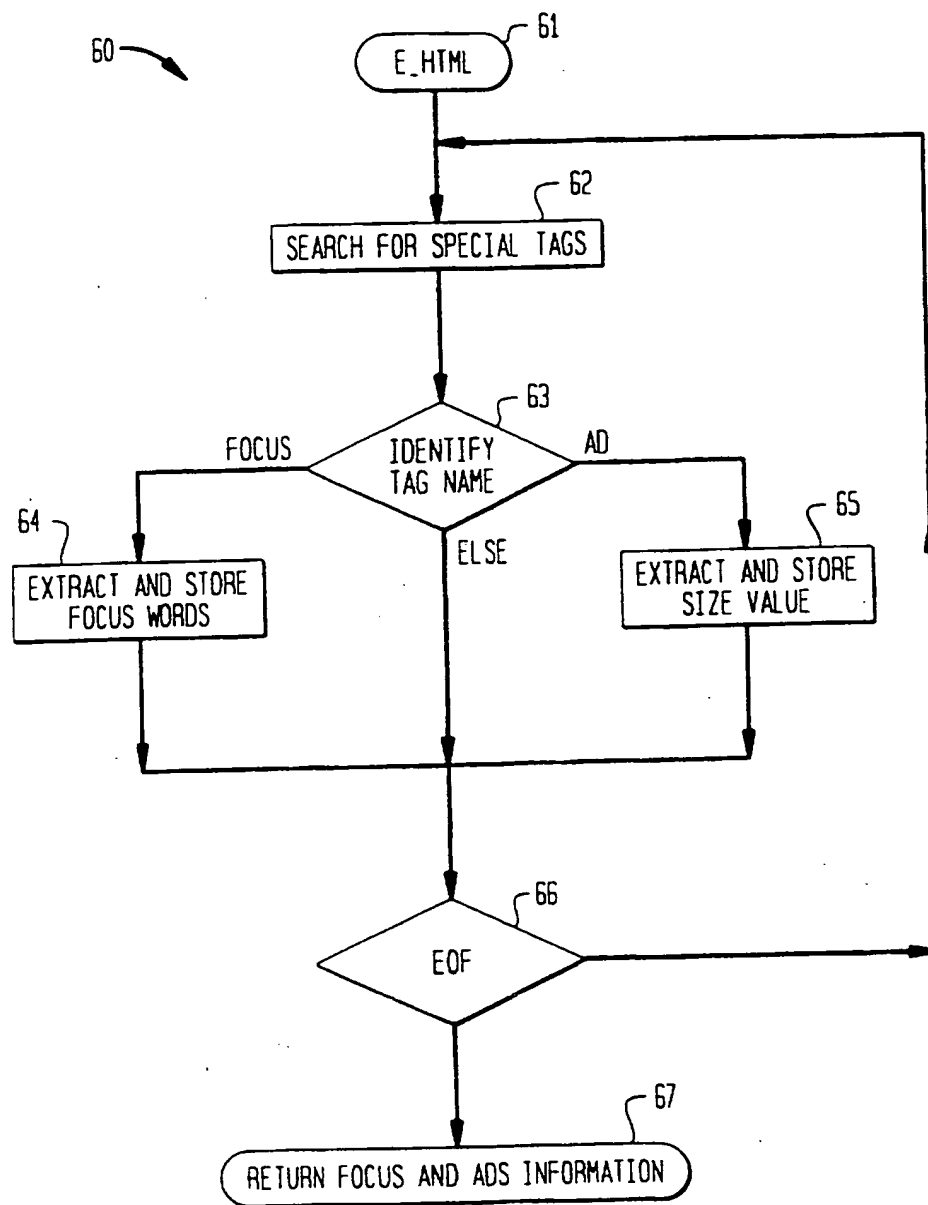 60
61
E_HTML
62
SEARCH FOR SPECIAL TAGS
63
IDENTIFY
TAG NAME
FOCUS
AD
ELSE
64
EXTRACT AND STORE
FOCUS WORDS
65
EXTRACT AND STORE
SIZE VALUE
66
EOF
67
RETURN FOCUS AND ADS INFORMATION